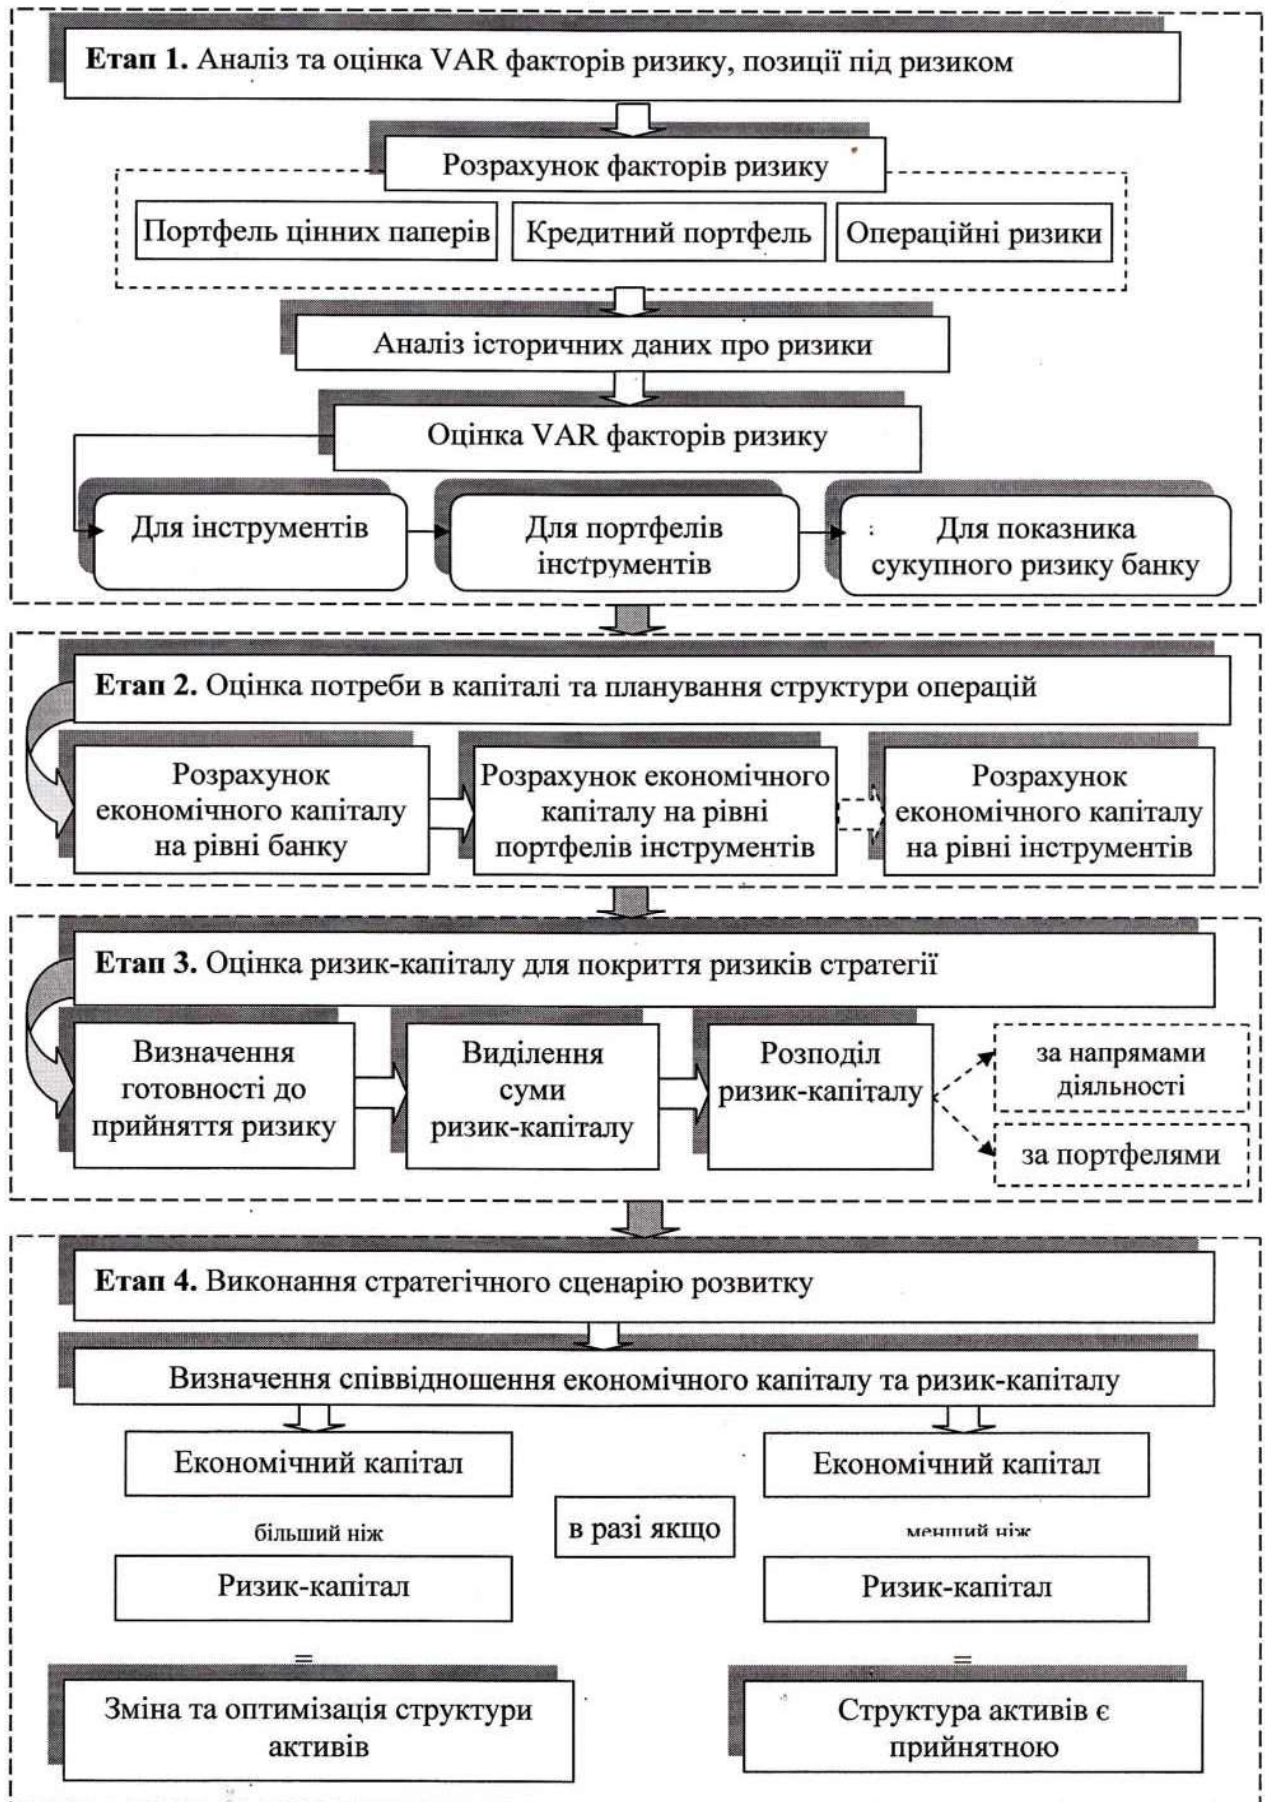 Етап 1. Аналіз та оцінка VAR факторів ризику, позиції під ризиком
Розрахунок факторів ризику
Портфель цінних паперів
Кредитний портфель
Операційні ризики
Аналіз історичних даних про ризики
Оцінка VAR факторів ризику
Для інструментів
Для портфелів
інструментів
Для показника
сукупного ризику банку
Етап 2. Оцінка потреби в капіталі та планування структури операцій
Розрахунок
економічного капіталу
на рівні банку
Розрахунок економічного
капіталу на рівні
портфелів інструментів
Розрахунок
економічного капіталу
на рівні інструментів
Етап 3. Оцінка ризик-капіталу для покриття ризиків стратегії
Визначення
готовності до
прийняття ризику
Виділення
суми
ризик-капіталу
Розподіл
ризик-капіталу
за напрямами
діяльності
за портфелями
Етап 4. Виконання стратегічного сценарію розвитку
Визначення співвідношення економічного капіталу та ризик-капіталу
Економічний капітал
більший ніж
Ризик-капітал
=
Зміна та оптимізація структури
активів
в разі якщо
Економічний капітал
менший ніж
Ризик-капітал
=
Структура активів є
прийнятною